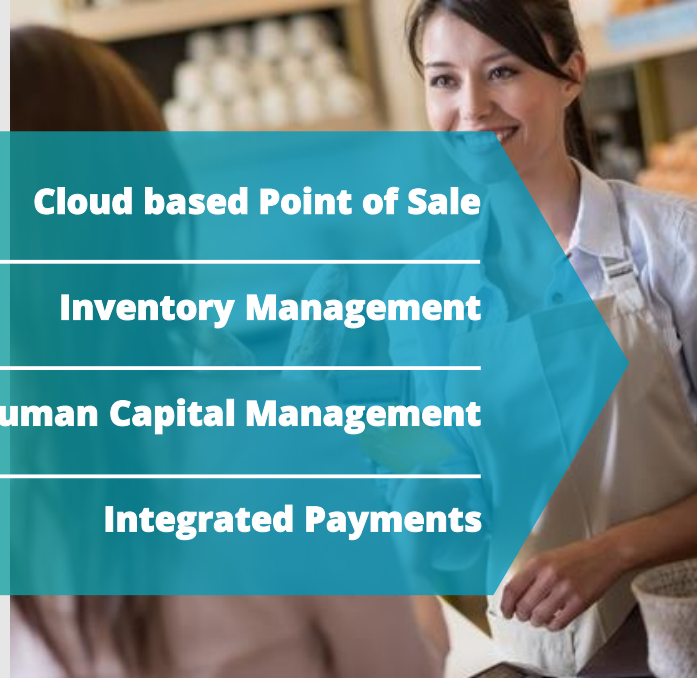 Cloud based Point of Sale
Inventory Management
uman Capital Management
Integrated Payments